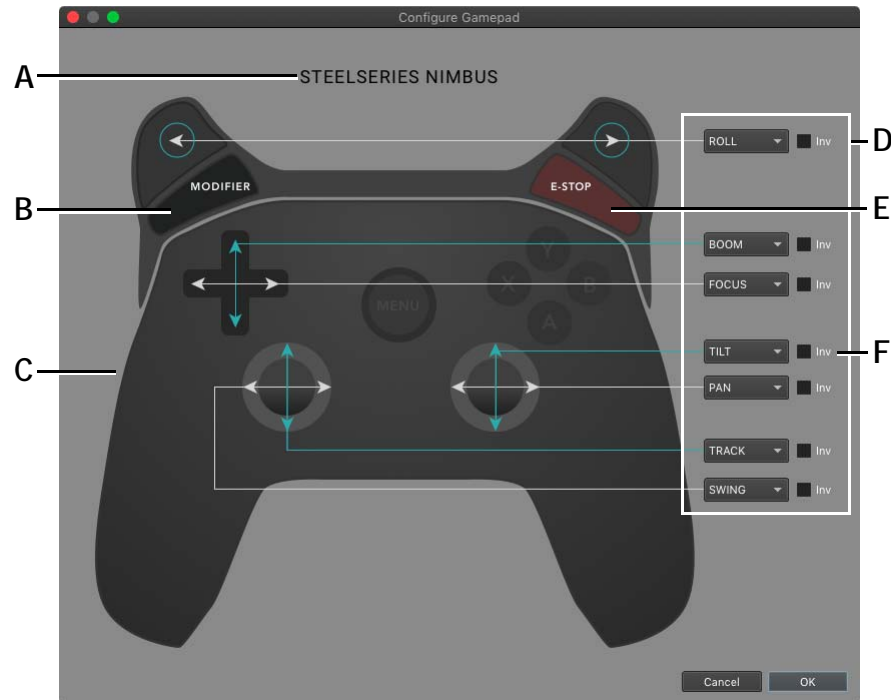 Configure Gamepad
A
STEELSERIES NIMBUS
ROLL Inv
D
MODIFIER
E-STOP
B
E
BOOM Inv
Y
FOCUS Inv
X B
MENU
A
TILT Inv
F
C
PAN Inv
TRACK Inv
SWING Inv
Cancel OK